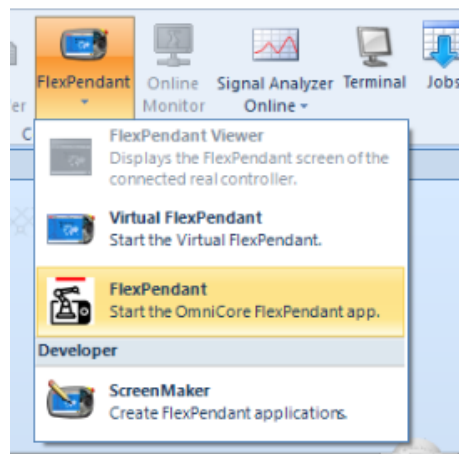 FlexPendant
Online
Monitor
Signal Analyzer
Online
Terminal
Jobs
er
C
FlexPendant Viewer
Displays the FlexPendant screen of the
connected real controller.
Virtual FlexPendant
Start the Virtual FlexPendant.
FlexPendant
Start the OmniCore FlexPendant app.
Developer
ScreenMaker
Create FlexPendant applications.